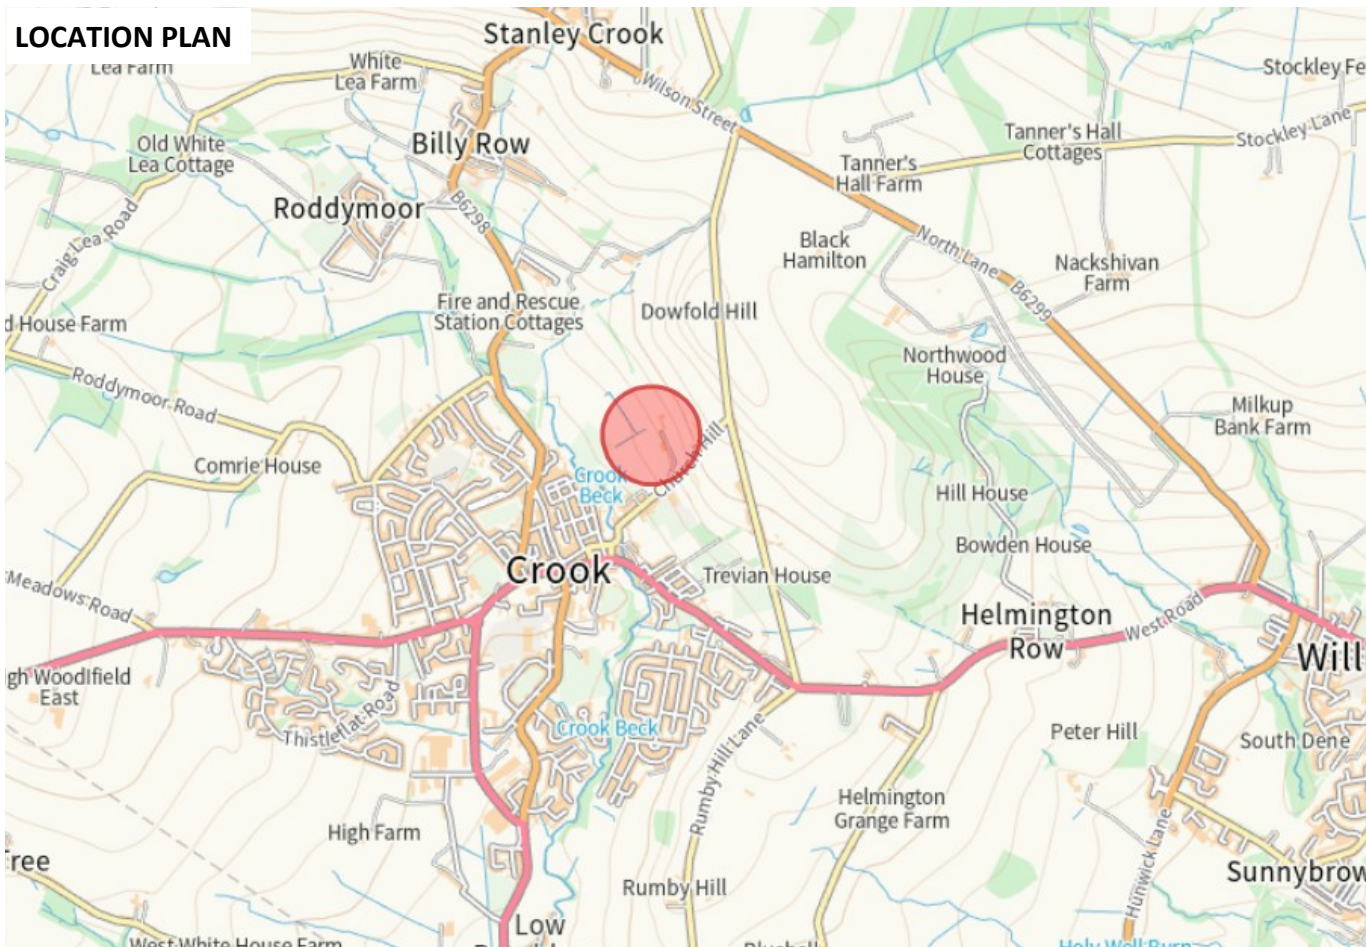 LOCATION PLAN
Stanley Crook
Lea Farm
White
Lea Farm
Stockley Fe
Wilson Street
Billy Row
Old White
Lea Cottage
Tanner's Hall
Cottages
Stockley Lane
Tanner's
Hall Farm
Roddymoor
B6298
Craig Lea Road
Black
Hamilton
North Lane
B6299
Nackshivan
Farm
Fire and Rescue
Station Cottages
Dowfold Hill
d House Farm
Northwood
House
Roddymoor Road
Milkup
Bank Farm
Comrie House
Crook
Beck
Church Hill
Hill House
Bowden House
Crook
Trevian House
Meadows Road
Helmington
Row
West Road
Will
gh Woodlfield
East
Thistleflat Road
Crook Beck
Rumby Hill Lane
Peter Hill
South Dene
Helmington
Grange Farm
High Farm
Hunwick Lane
ree
Rumby Hill
Sunnybrow
Low
West White House Farm
Holy Well Burn